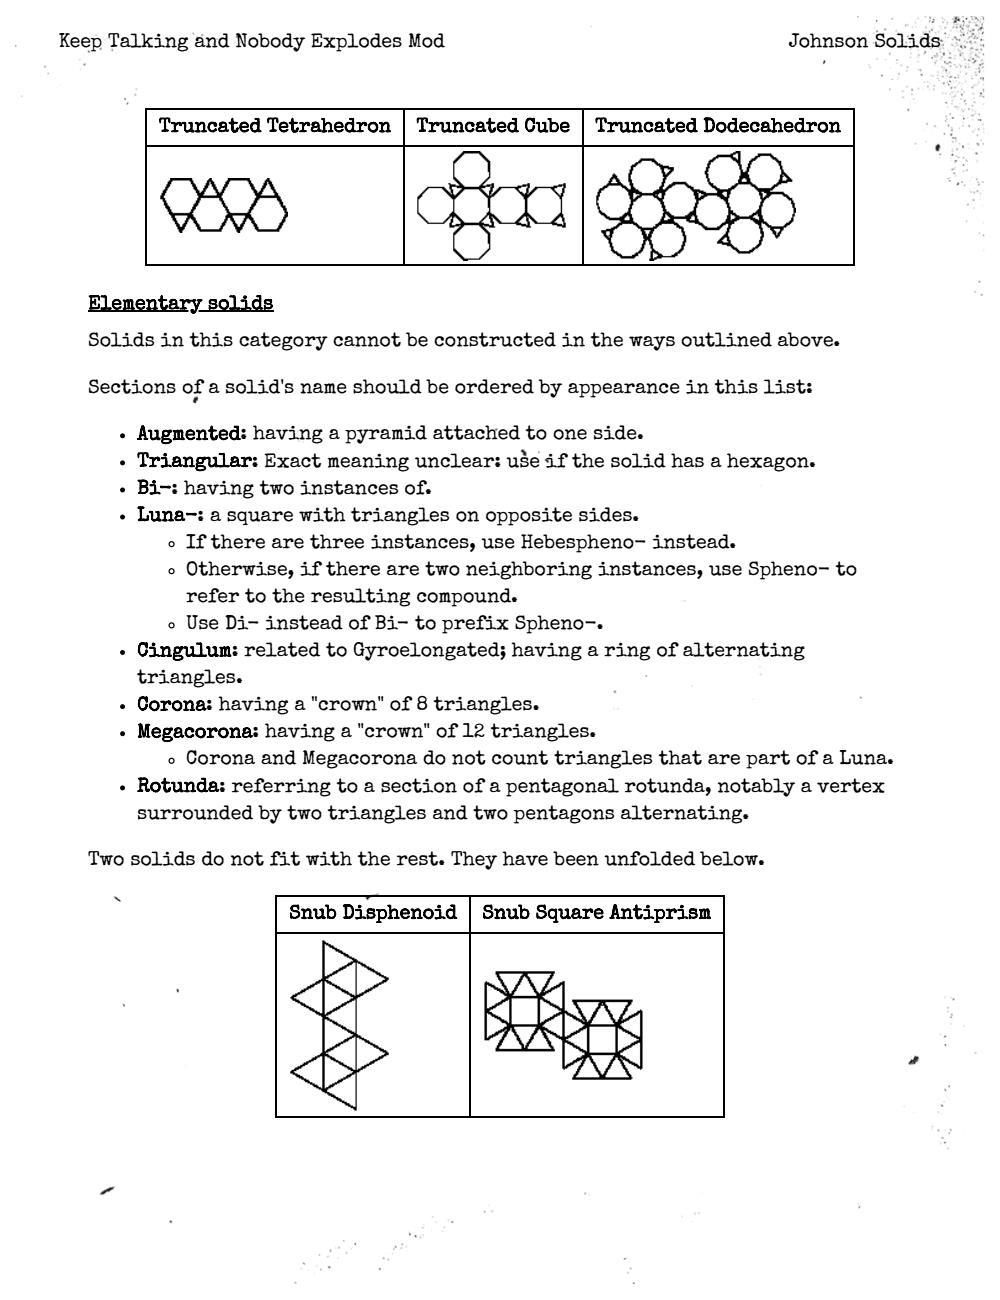 Keep Talking and Nobody Explodes Mod
Johnson Solids
Truncated Tetrahedron
Truncated Cube
Truncated Dodecahedron
Elementary solids
Solids in this category cannot be constructed in the ways outlined above.
Sections of a solid's name should be ordered by appearance in this list:
• Augmented: having a pyramid attached to one side.
• Triangular: Exact meaning unclear: use if the solid has a hexagon.
• Bi-: having two instances of.
• Luna-: a square with triangles on opposite sides.
◦ If there are three instances, use Hebespheno- instead.
◦ Otherwise, if there are two neighboring instances, use Spheno- to
refer to the resulting compound.
◦ Use Di- instead of Bi- to prefix Spheno-.
• Cingulum: related to Gyroelongated; having a ring of alternating
triangles.
• Corona: having a "crown" of 8 triangles.
• Megacorona: having a "crown" of 12 triangles.
◦ Corona and Megacorona do not count triangles that are part of a Luna.
• Rotunda: referring to a section of a pentagonal rotunda, notably a vertex
surrounded by two triangles and two pentagons alternating.
Two solids do not fit with the rest. They have been unfolded below.
Snub Disphenoid
Snub Square Antiprism